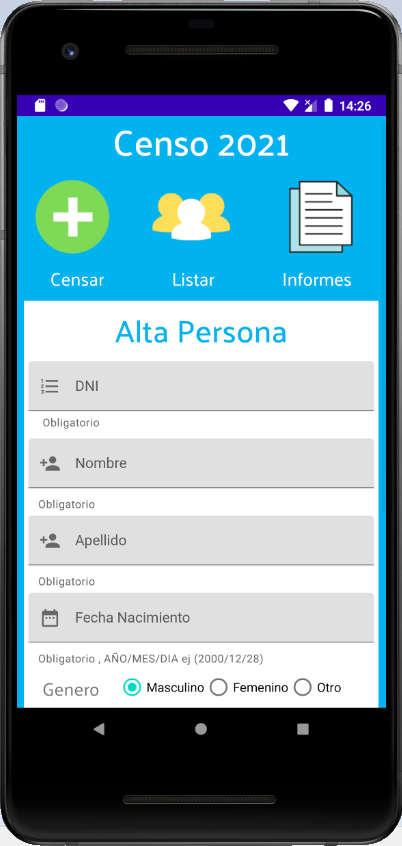 14:26
Censo 2021
Censar Listar Informes
Alta Persona
DNI
Obligatorio
Nombre
Obligatorio
Apellido
Obligatorio
Fecha Nacimiento
Obligatorio , AÑO/MES/DIA ej (2000/12/28)
Genero Masculino Femenino Otro